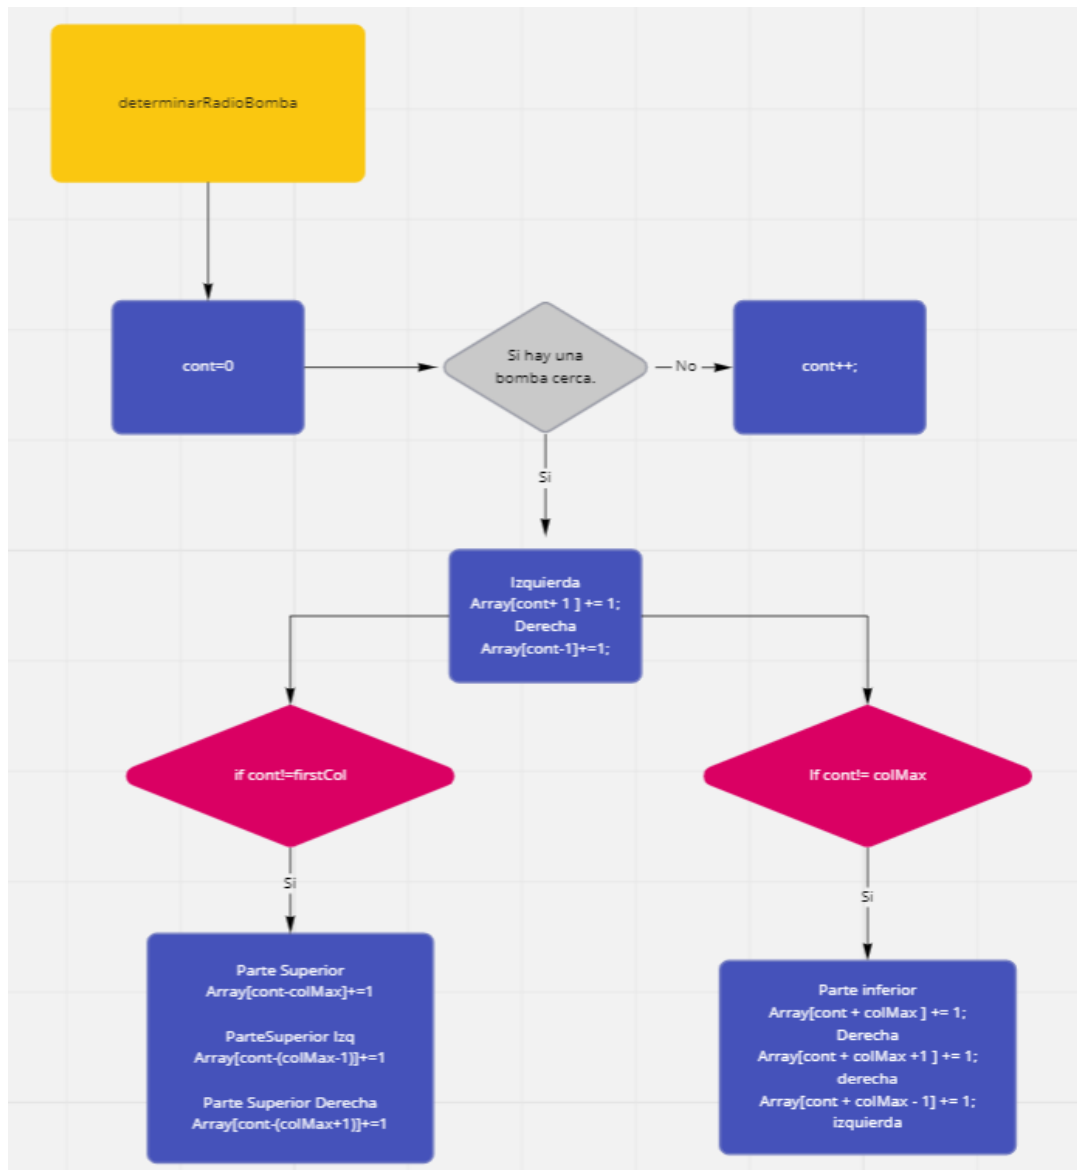 determinarRadioBomba
cont=0
Si hay una
bomba cerca.
No
cont++;
Si
Izquierda
Array[cont+ 1 ] += 1;
Derecha
Array[cont-1]+=1;
if cont!=firstCol
If cont!= colMax
Si
Si
Parte Superior
Array[cont-colMax]+=1
ParteSuperior Izq
Array[cont-(colMax-1)]+=1
Parte Superior Derecha
Array[cont-(colMax+1)]+=1
Parte inferior
Array[cont + colMax ] += 1;
Derecha
Array[cont + colMax +1 ] += 1;
derecha
Array[cont + colMax - 1] += 1;
izquierda